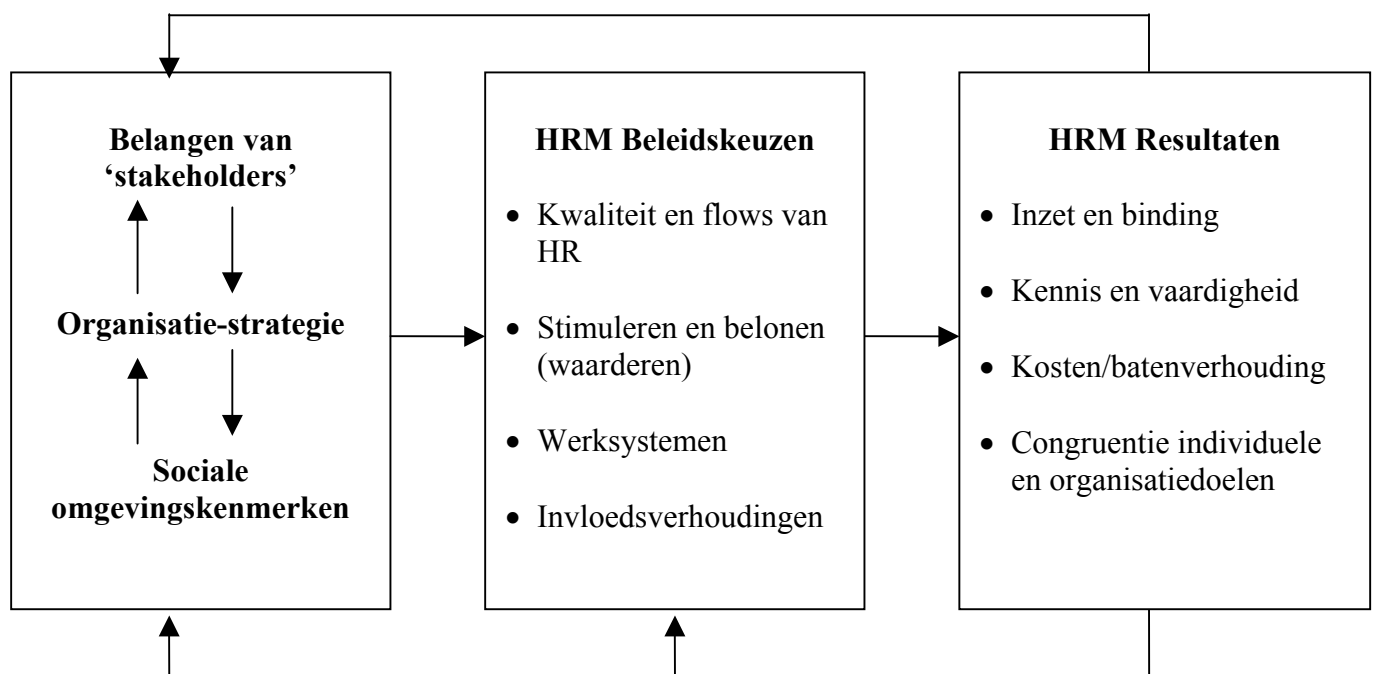 Belangen van
‘stakeholders’
Organisatie-strategie
Sociale
omgevingskenmerken
HRM Beleidskeuzen
• Kwaliteit en flows van
HR
• Stimuleren en belonen
(waarderen)
• Werksystemen
• Invloedsverhoudingen
HRM Resultaten
• Inzet en binding
• Kennis en vaardigheid
• Kosten/batenverhouding
• Congruentie individuele
en organisatiedoelen